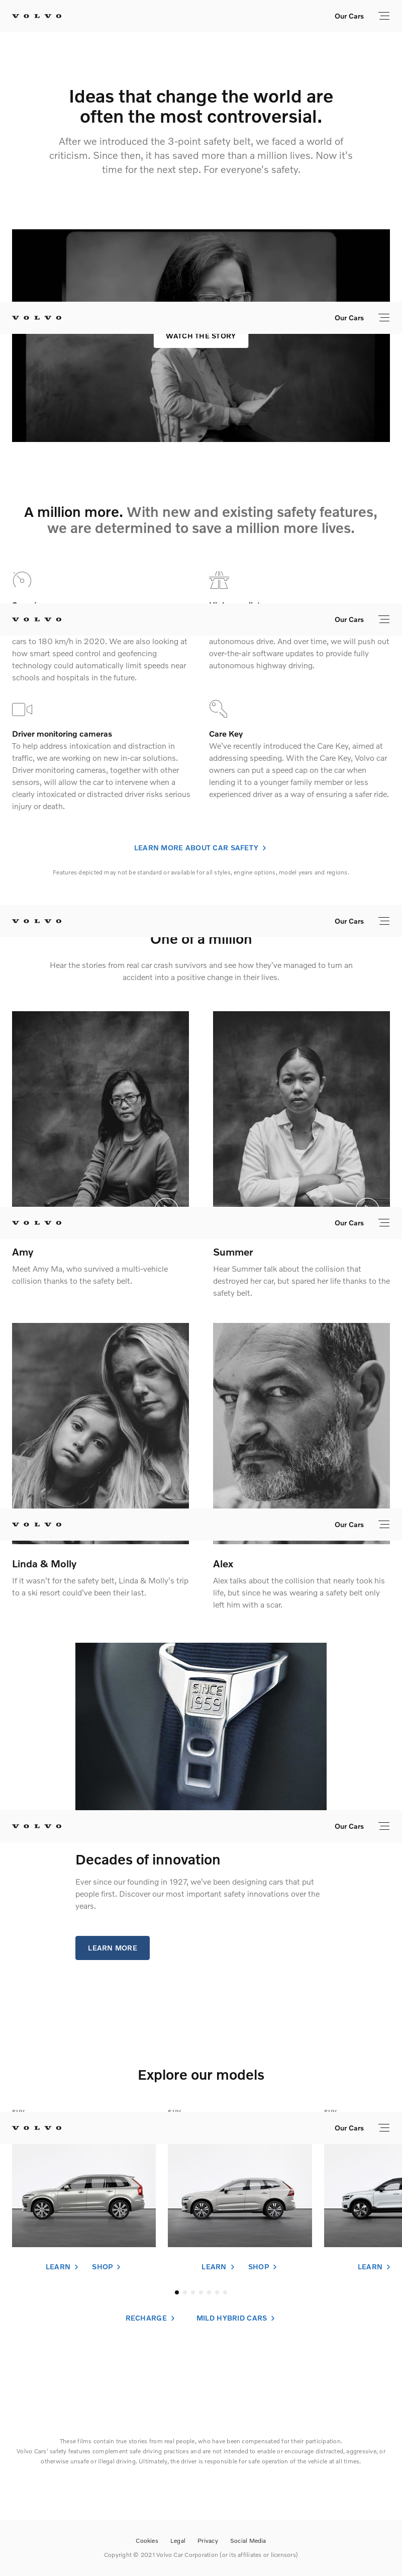 VOLVO
Our Cars
Ideas that change the world are
often the most controversial.
After we introduced the 3-point safety belt, we faced a world of
criticism. Since then, it has saved more than a million lives. Now it's
time for the next step. For everyone's safety.
VOLVO
Our Cars
WATCH THE STORY
A million more. With new and existing safety features,
we are determined to save a million more lives.
VOLVO
Our Cars
cars to 180 km/h in 2020. We are also looking at
how smart speed control and geofencing
technology could automatically limit speeds near
schools and hospitals in the future.
autonomous drive. And over time, we will push out
over-the-air software updates to provide fully
autonomous highway driving.
Driver monitoring cameras
To help address intoxication and distraction in
traffic, we are working on new in-car solutions.
Driver monitoring cameras, together with other
sensors, will allow the car to intervene when a
clearly intoxicated or distracted driver risks serious
injury or death.
Care Key
We've recently introduced the Care Key, aimed at
addressing speeding. With the Care Key, Volvo car
owners can put a speed cap on the car when
lending it to a younger family member or less
experienced driver as a way of ensuring a safer ride.
LEARN MORE ABOUT CAR SAFETY
Features depicted may not be standard or available for all styles, engine options, model years and regions.
VOLVO
Our Cars
One of a million
Hear the stories from real car crash survivors and see how they've managed to turn an
accident into a positive change in their lives.
VOLVO
Our Cars
Amy
Meet Amy Ma, who survived a multi-vehicle
collision thanks to the safety belt.
Summer
Hear Summer talk about the collision that
destroyed her car, but spared her life thanks to the
safety belt.
VOLVO
Our Cars
Linda & Molly
If it wasn't for the safety belt, Linda & Molly's trip
to a ski resort could've been their last.
Alex
Alex talks about the collision that nearly took his
life, but since he was wearing a safety belt only
left him with a scar.
SINCE
1959
VOLVO
Our Cars
Decades of innovation
Ever since our founding in 1927, we've been designing cars that put
people first. Discover our most important safety innovations over the
years.
LEARN MORE
Explore our models
VOLVO
Our Cars
LEARN
SHOP
LEARN
SHOP
LEARN
RECHARGE
MILD HYBRID CARS
These films contain true stories from real people, who have been compensated for their participation.
Volvo Cars' safety features complement safe driving practices and are not intended to enable or encourage distracted, aggressive, or
otherwise unsafe or illegal driving. Ultimately, the driver is responsible for safe operation of the vehicle at all times.
Cookies
Legal
Privacy
Social Media
Copyright © 2021 Volvo Car Corporation (or its affiliates or licensors)